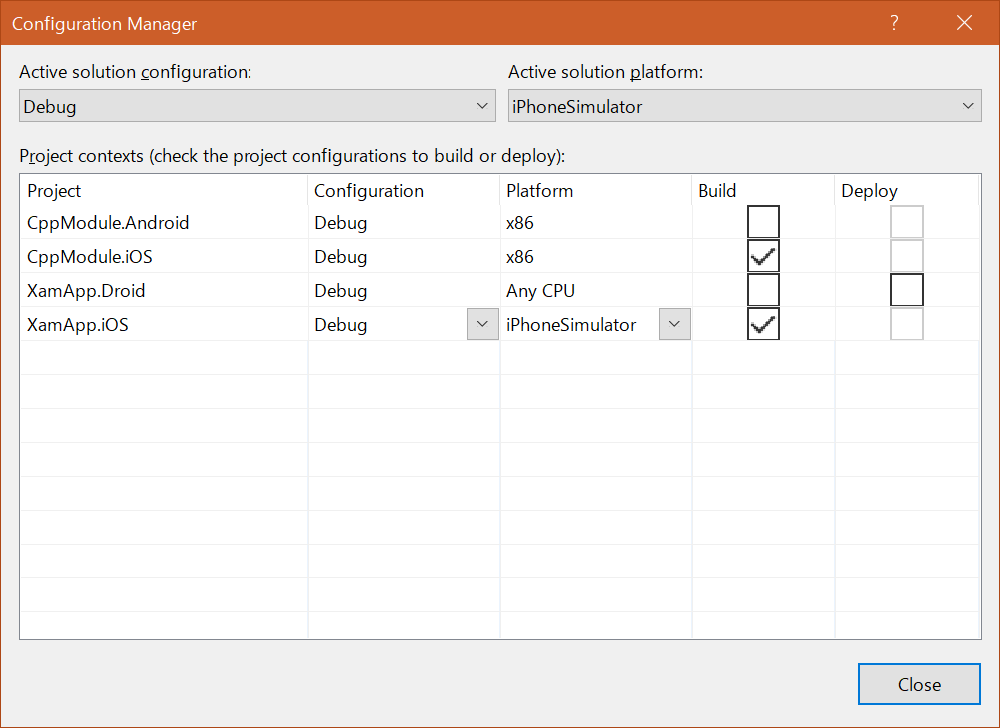 Configuration Manager ?
Active solution configuration: Active solution platform:
Debug iPhoneSimulator
Project contexts (check the project configurations to build or deploy):
Project Configuration Platform Build Deploy
CppModule.Android Debug x86
CppModule.iOS Debug x86
XamApp.Droid Debug Any CPU
XamApp.iOS Debug iPhoneSimulator
Close